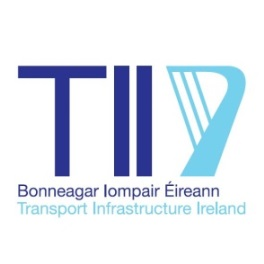 TII
Bonneagar Iompair Éireann
Transport Infrastructure Ireland